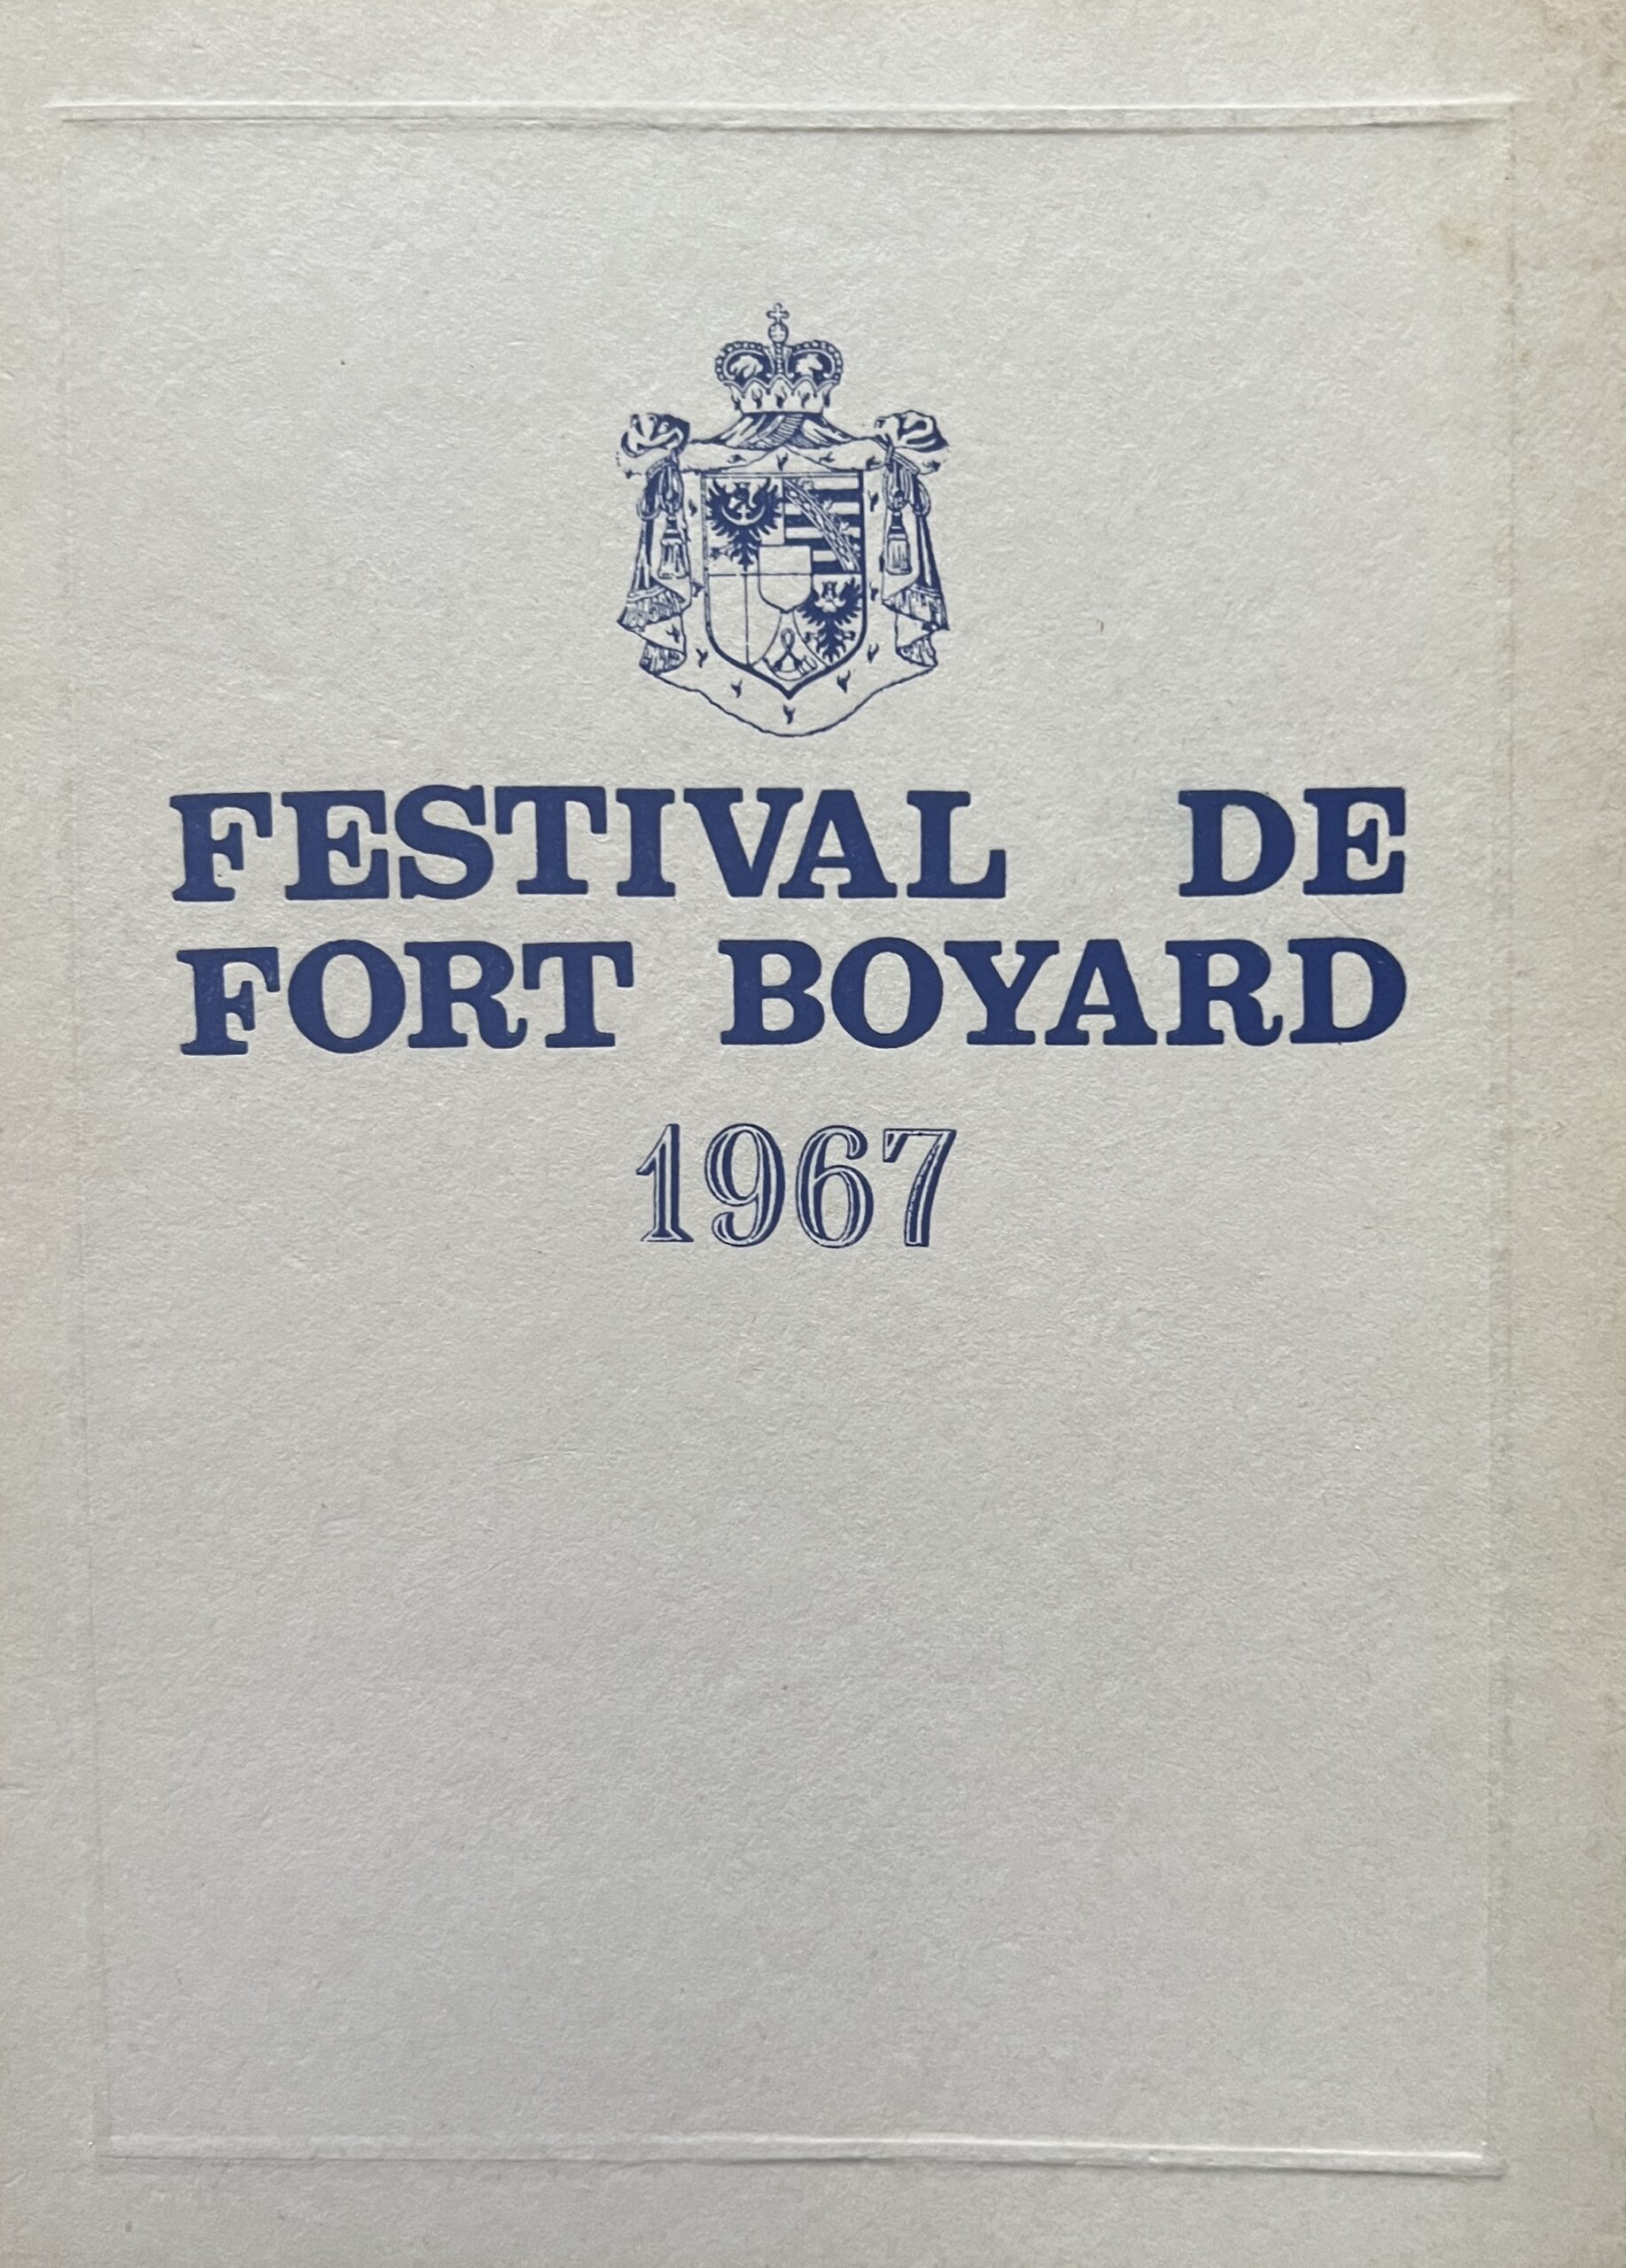 FESTIVAL DE
FORT BOYARD
1967